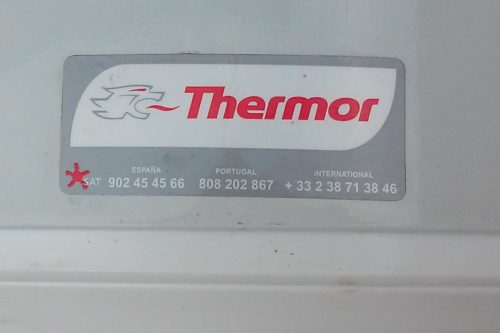 Thermor
ESPAÑA PORTUGAL INTERNATIONAL
SAT 902 45 45 66 808 202 867 + 33 2 38 71 38 46